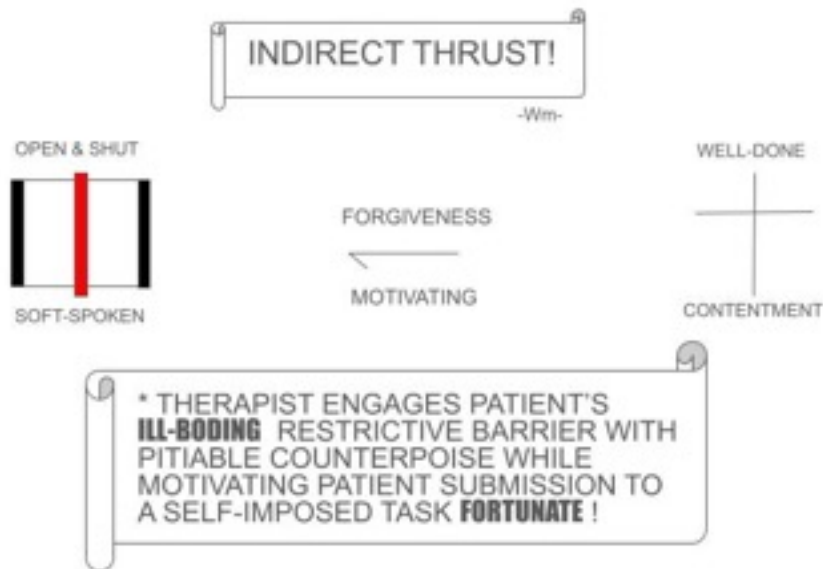 INDIRECT THRUST!
-Wm-
OPEN & SHUT
WELL-DONE
FORGIVENESS
MOTIVATING
SOFT-SPOKEN
CONTENTMENT
* THERAPIST ENGAGES PATIENT'S
ILL-BODING RESTRICTIVE BARRIER WITH
PITIABLE COUNTERPOISE WHILE
MOTIVATING PATIENT SUBMISSION TO
A SELF-IMPOSED TASK FORTUNATE !